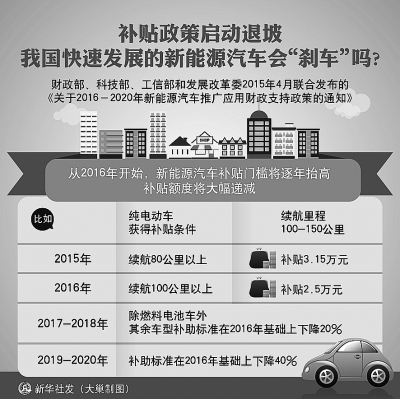 补贴政策启动退坡
我国快速发展的新能源汽车会“刹车”吗?
财政部、科技部、工信部和发展改革委2015年4月联合发布的
《关于2016-2020年新能源汽车推广应用财政支持政策的通知》
从2016年开始，新能源汽车补贴门槛将逐年抬高
补贴额度将大幅递减
比如
纯电动车
获得补贴条件
续航里程
100-150公里
2015年
续航80公里以上
补贴3.15万元
2016年
续航100公里以上
补贴2.5万元
2017-2018年
除燃料电池车外
其余车型补助标准在2016年基础上下降20%
2019-2020年
补助标准在2016年基础上下降40%
新华社发（大巢制图）